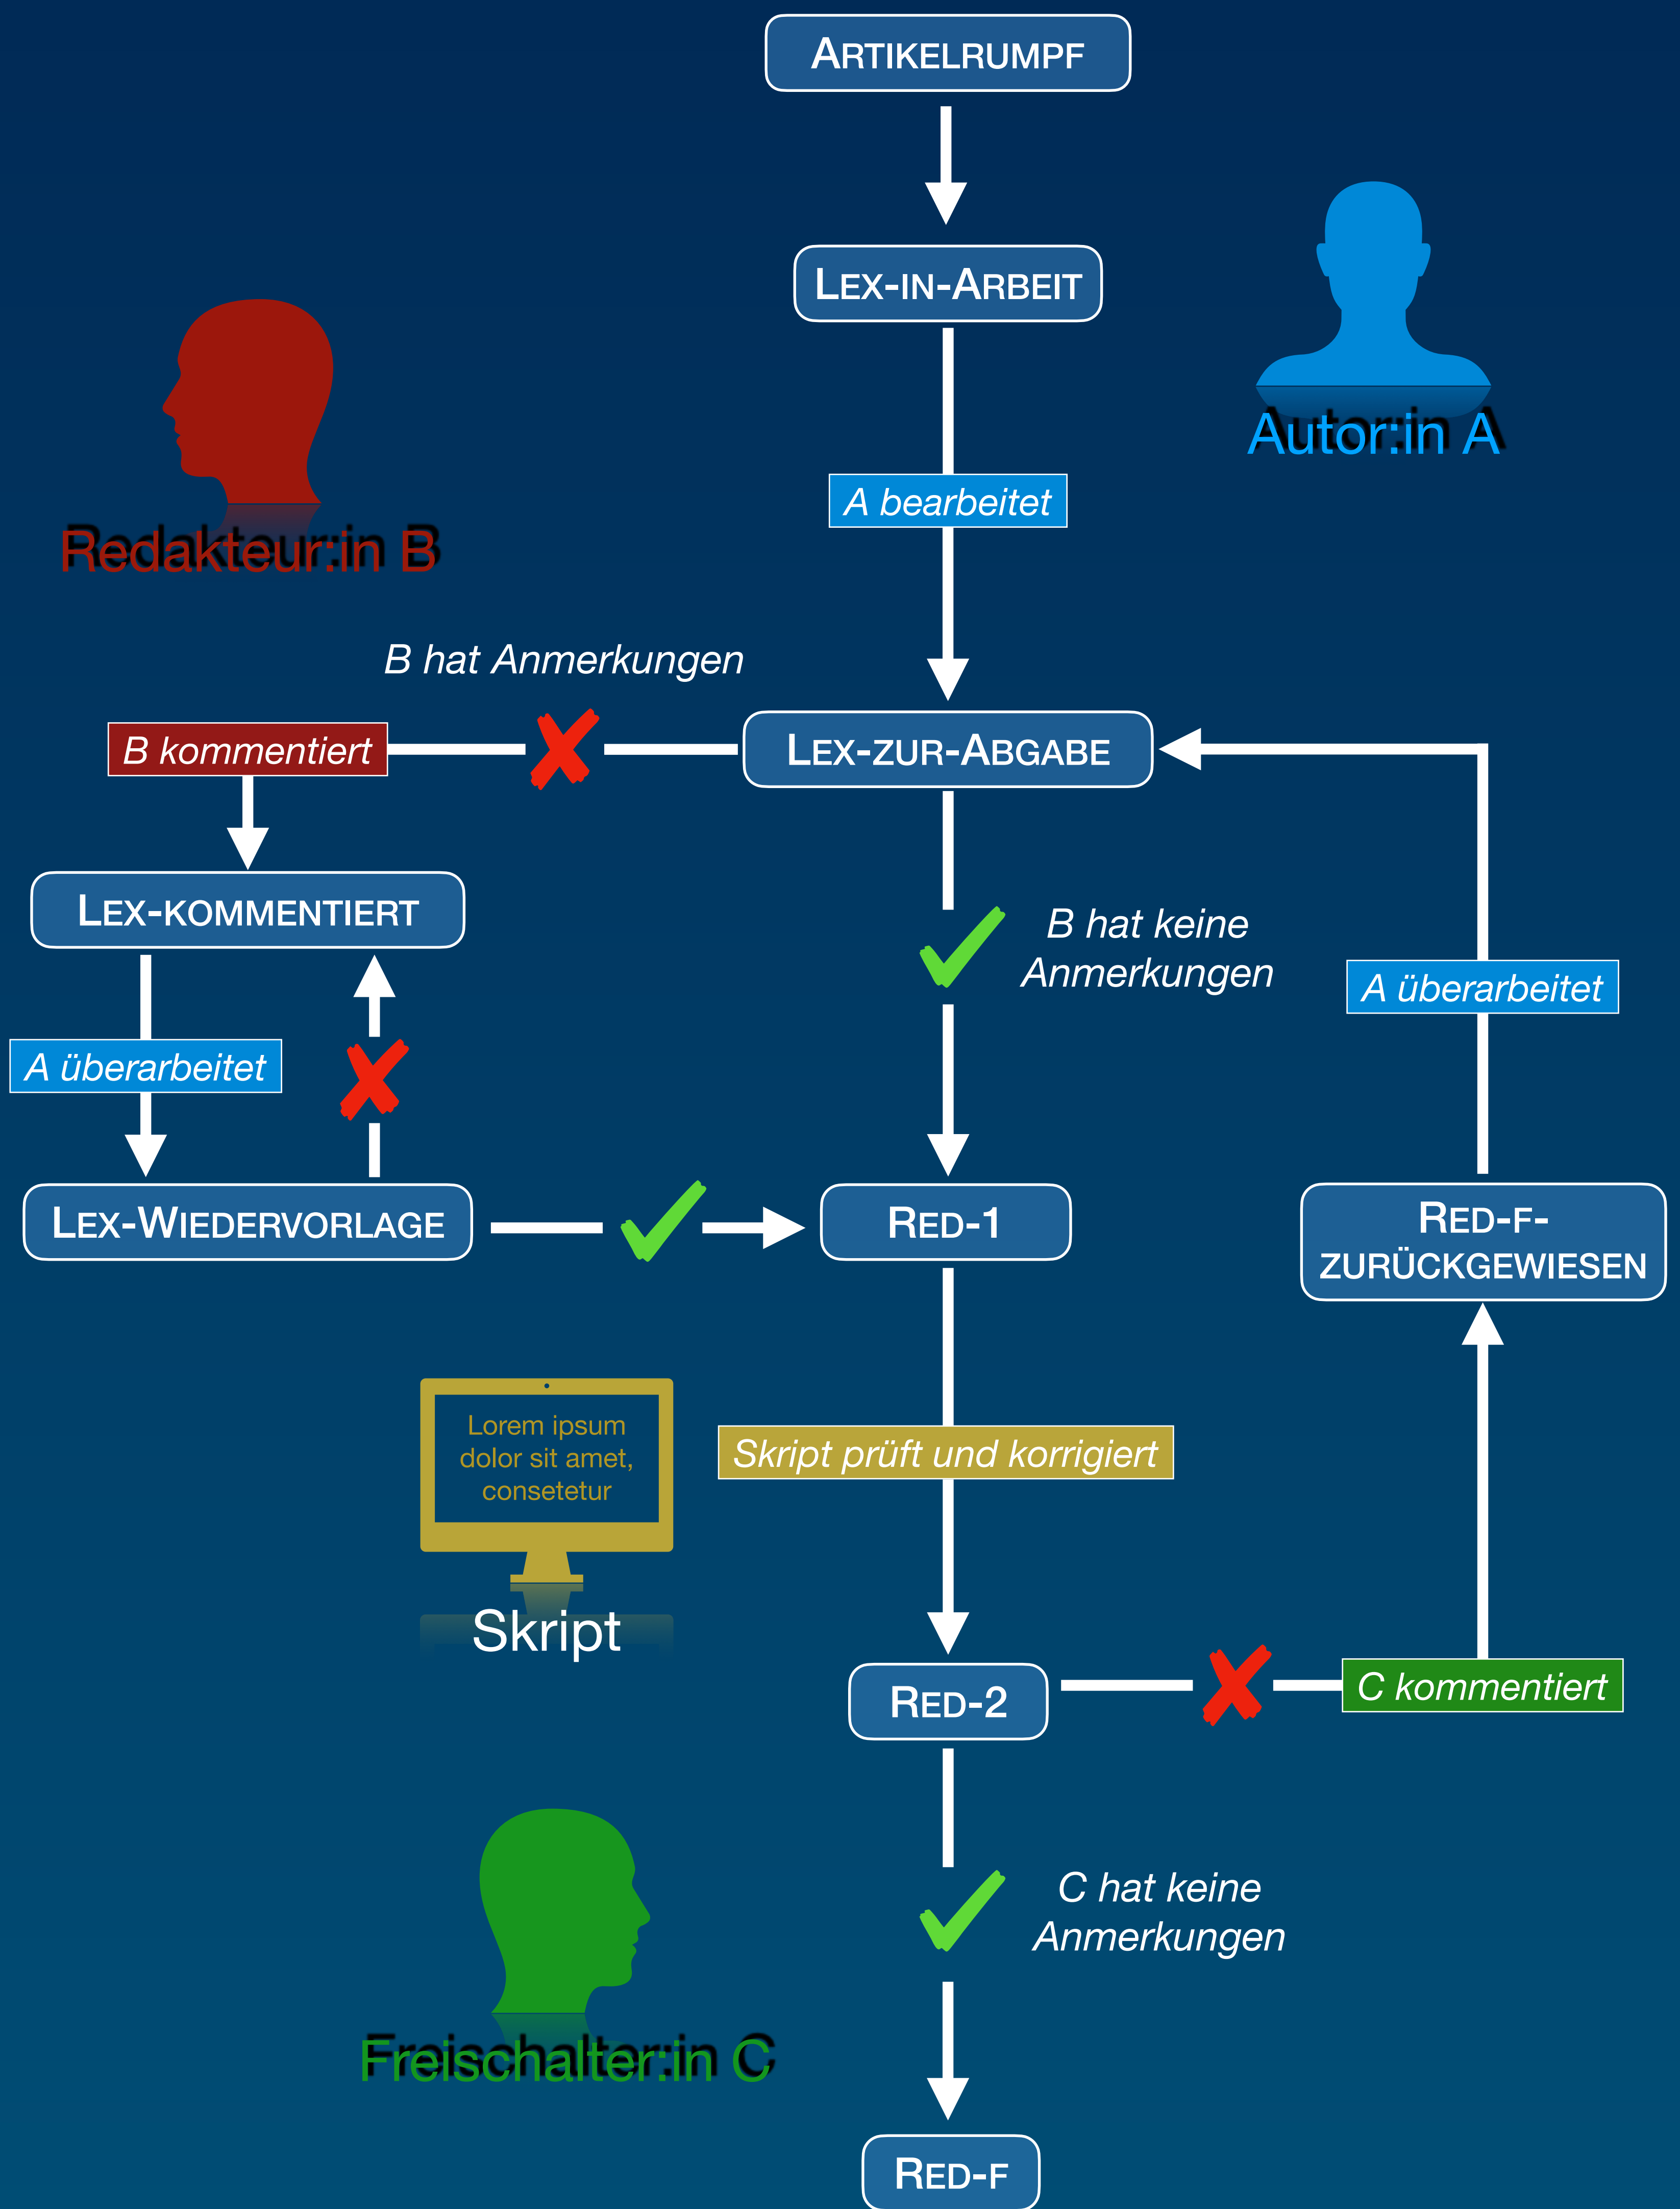 Artikelrumpf
Lex-in-Arbeit
Autor:in A
A bearbeitet
Redakteur:in B
B hat Anmerkungen
B kommentiert
Lex-zur-Abgabe
Lex-kommentiert
B hat keine
Anmerkungen
A überarbeitet
A überarbeitet
Lex-Wiedervorlage
Red-1
Red-f-
zurückgewiesen
Lorem ipsum
dolor sit amet,
consetetur
Skript prüft und korrigiert
Skript
Red-2
C kommentiert
C hat keine
Anmerkungen
Freischalter:in C
Red-f